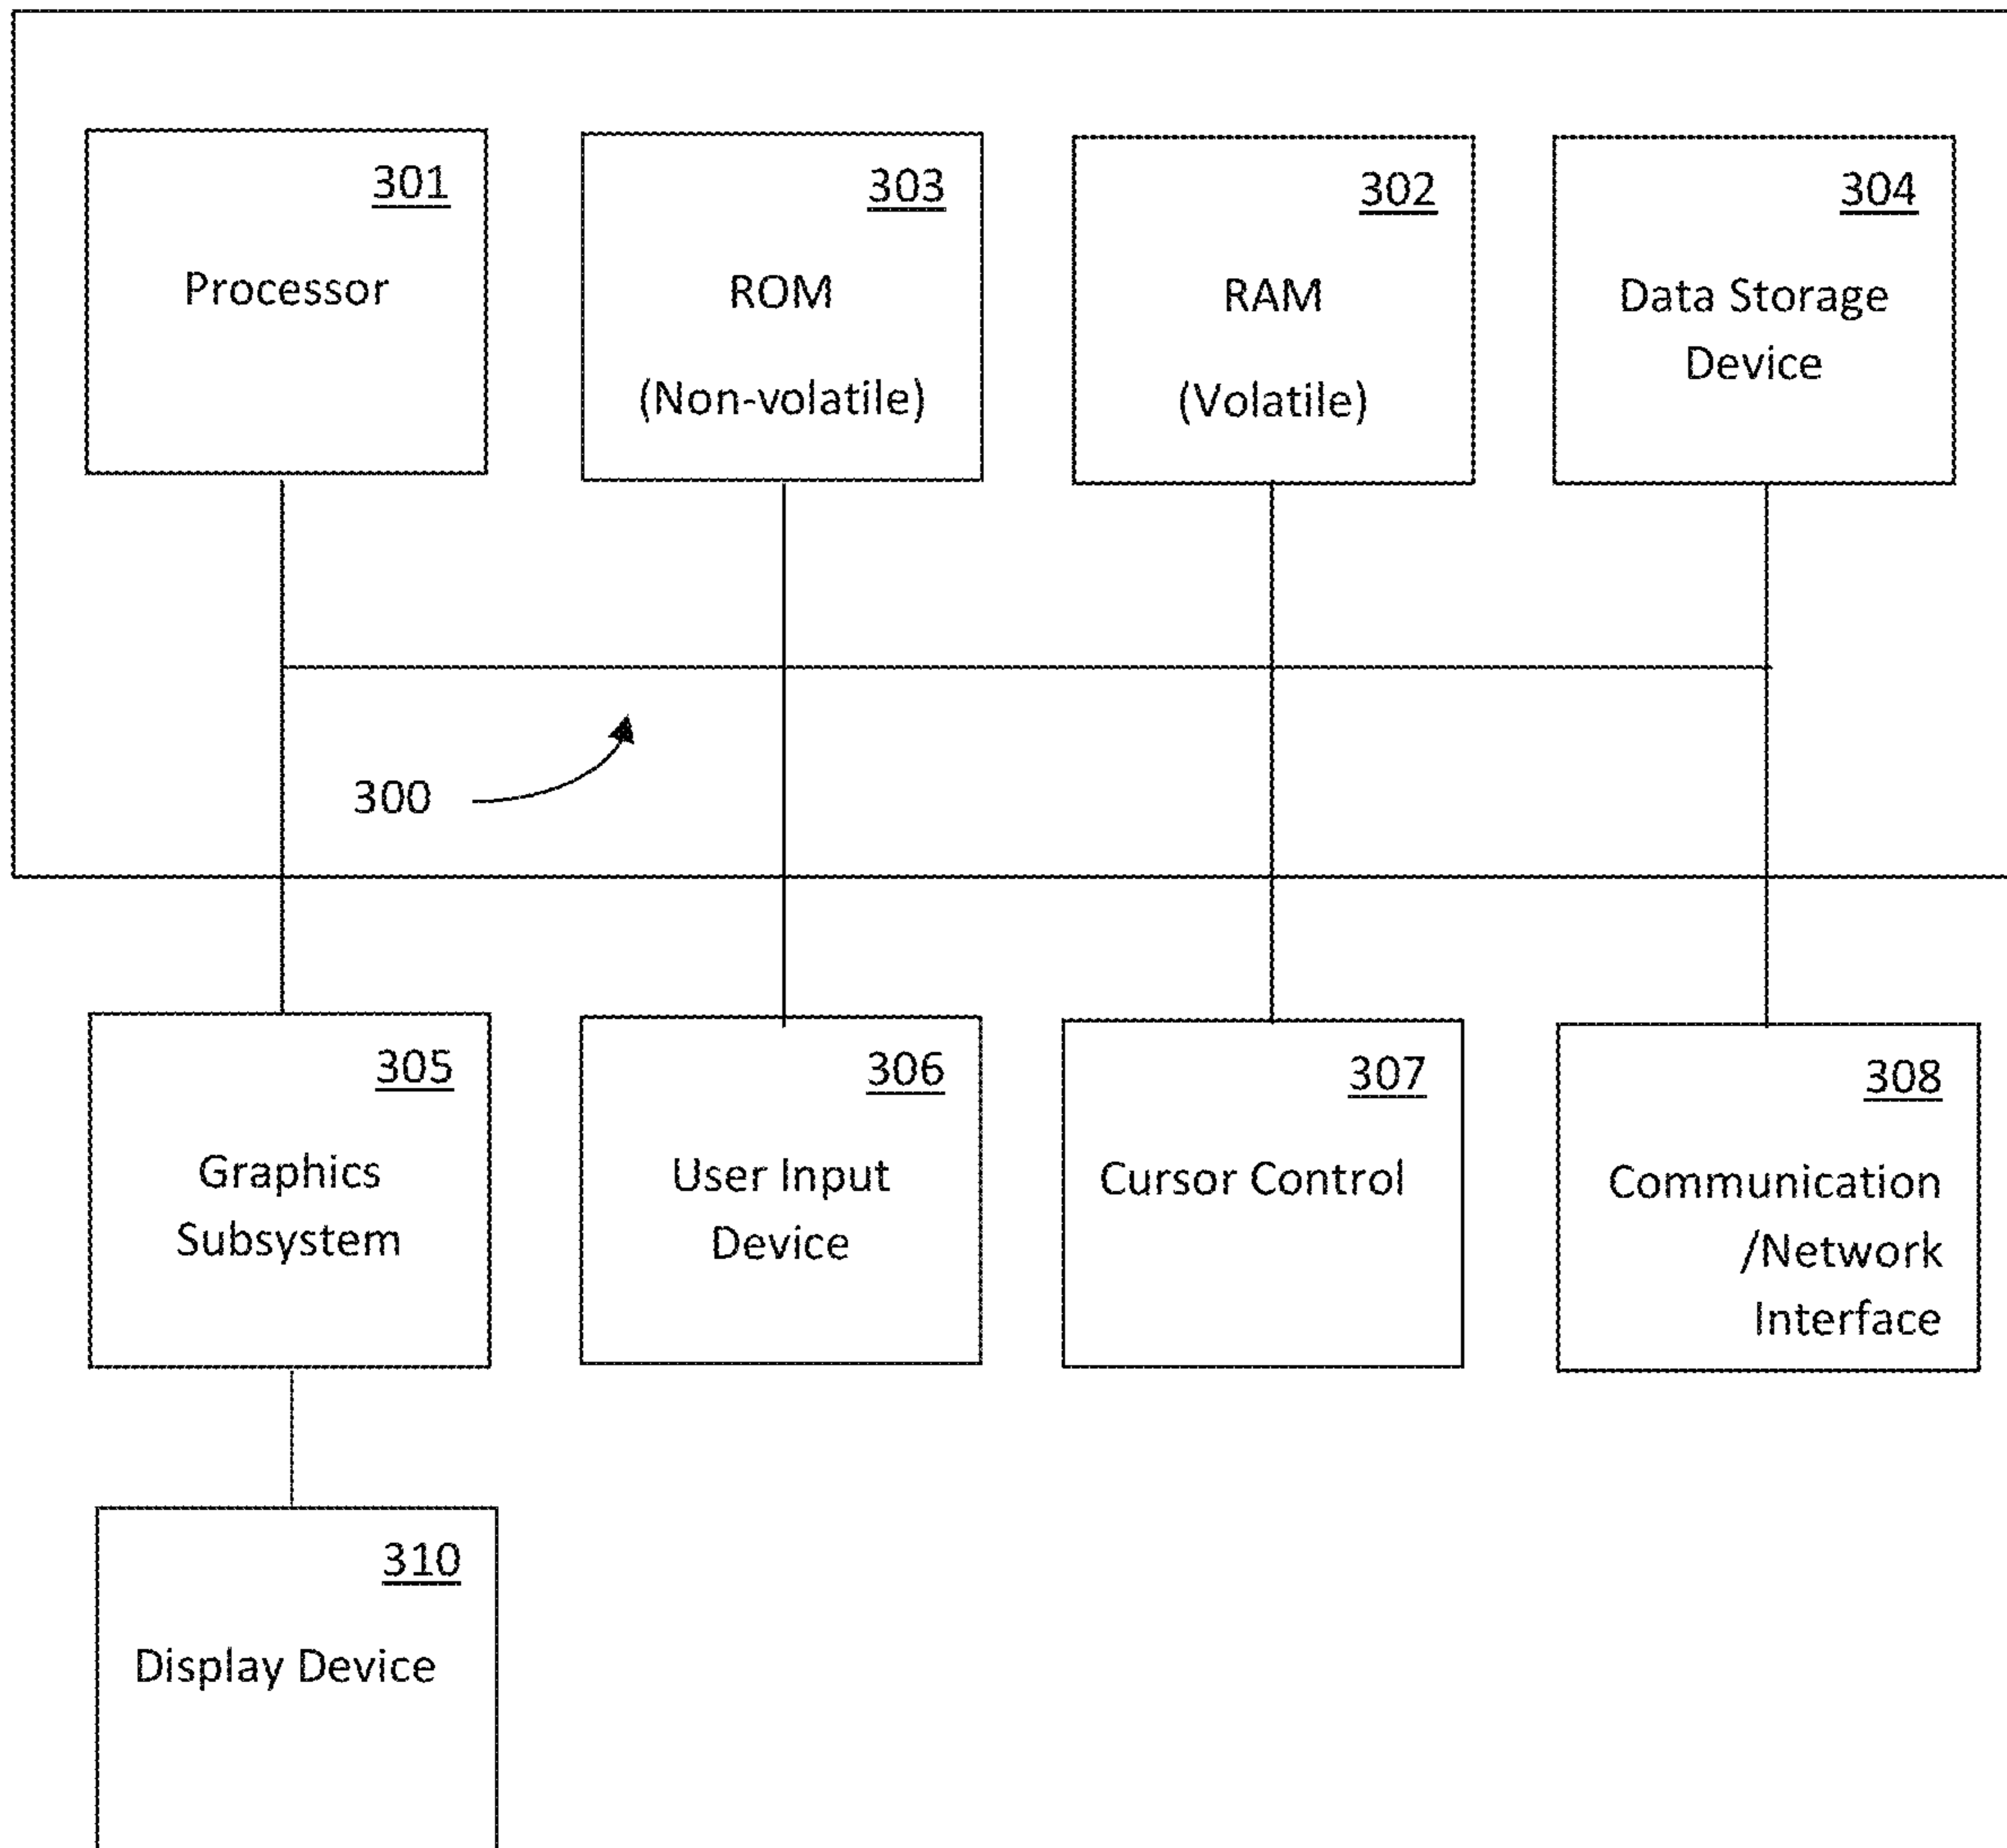 301
Processor
303
ROM
(Non-volatile)
302
RAM
(Volatile)
304
Data Storage
Device
300
305
Graphics
Subsystem
306
User Input
Device
307
Cursor Control
308
Communication
/Network
Interface
310
Display Device